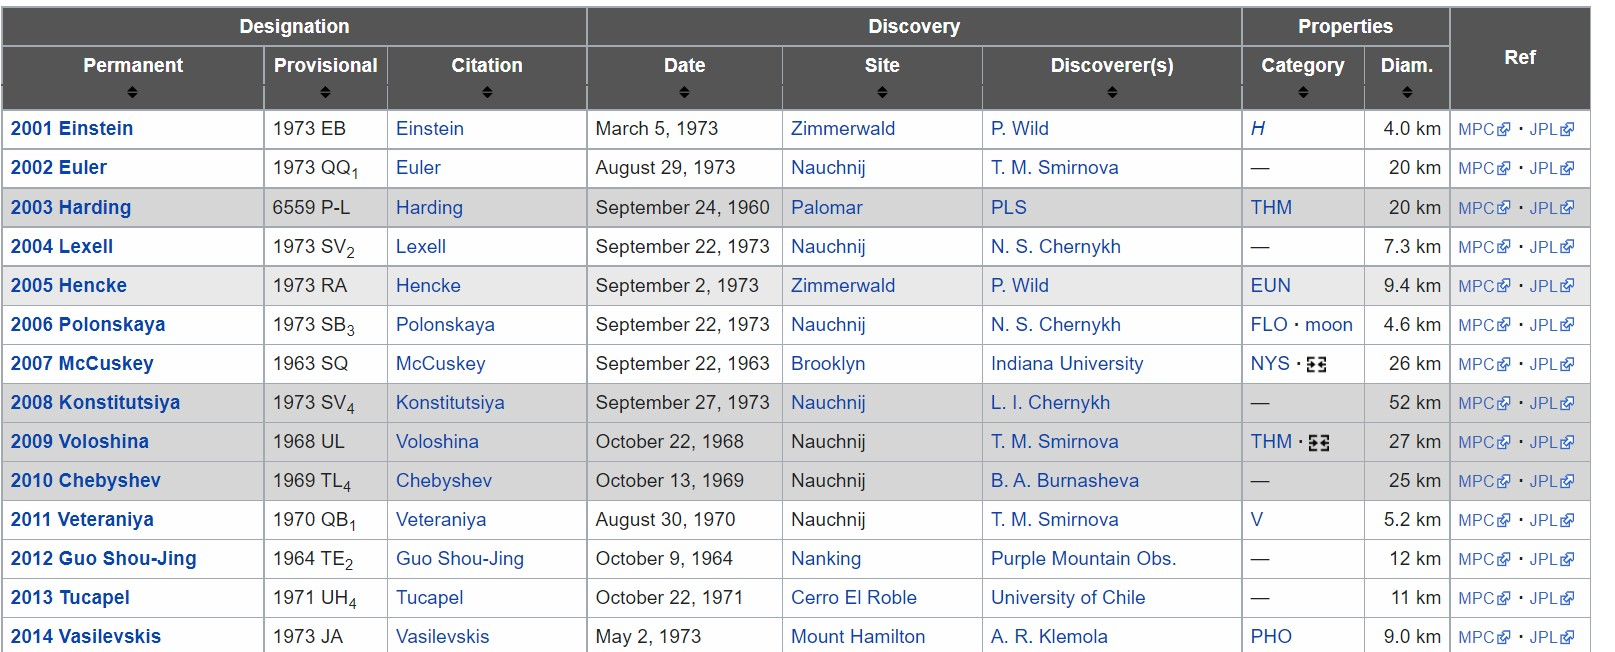 Designation Discovery Properties Ref
Permanent Provisional Citation Date Site Discoverer(s) Category Diam.
2001 Einstein 1973 EB Einstein March 5, 1973 Zimmerwald P. Wild H 4.0 km MPC · JPL
2002 Euler 1973 QQ1 Euler August 29, 1973 Nauchnij T. M. Smirnova — 20 km MPC · JPL
2003 Harding 6559 P-L Harding September 24, 1960 Palomar PLS THM 20 km MPC · JPL
2004 Lexell 1973 SV2 Lexell September 22, 1973 Nauchnij N. S. Chernykh — 7.3 km MPC · JPL
2005 Hencke 1973 RA Hencke September 2, 1973 Zimmerwald P. Wild EUN 9.4 km MPC · JPL
2006 Polonskaya 1973 SB3 Polonskaya September 22, 1973 Nauchnij N. S. Chernykh FLO · moon 4.6 km MPC · JPL
2007 McCuskey 1963 SQ McCuskey September 22, 1963 Brooklyn Indiana University NYS · 26 km MPC · JPL
2008 Konstitutsiya 1973 SV4 Konstitutsiya September 27, 1973 Nauchnij L. I. Chernykh — 52 km MPC · JPL
2009 Voloshina 1968 UL Voloshina October 22, 1968 Nauchnij T. M. Smirnova THM · 27 km MPC · JPL
2010 Chebyshev 1969 TL4 Chebyshev October 13, 1969 Nauchnij B. A. Burnasheva — 25 km MPC · JPL
2011 Veteraniya 1970 QB1 Veteraniya August 30, 1970 Nauchnij T. M. Smirnova V 5.2 km MPC · JPL
2012 Guo Shou-Jing 1964 TE2 Guo Shou-Jing October 9, 1964 Nanking Purple Mountain Obs. — 12 km MPC · JPL
2013 Tucapel 1971 UH4 Tucapel October 22, 1971 Cerro El Roble University of Chile — 11 km MPC · JPL
2014 Vasilevskis 1973 JA Vasilevskis May 2, 1973 Mount Hamilton A. R. Klemola PHO 9.0 km MPC · JPL